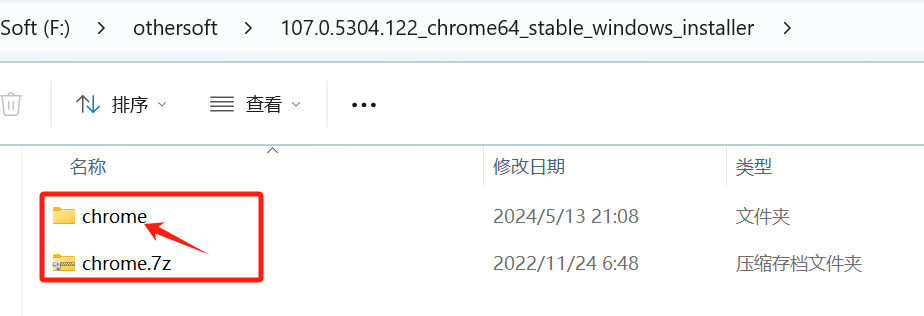 Soft (F:) > othersoft > 107.0.5304.122_chrome64_stable_windows_installer >
排序 查看 •••
名称 修改日期 类型
chrome 2024/5/13 21:08 文件夹
chrome.7z 2022/11/24 6:48 压缩存档文件夹